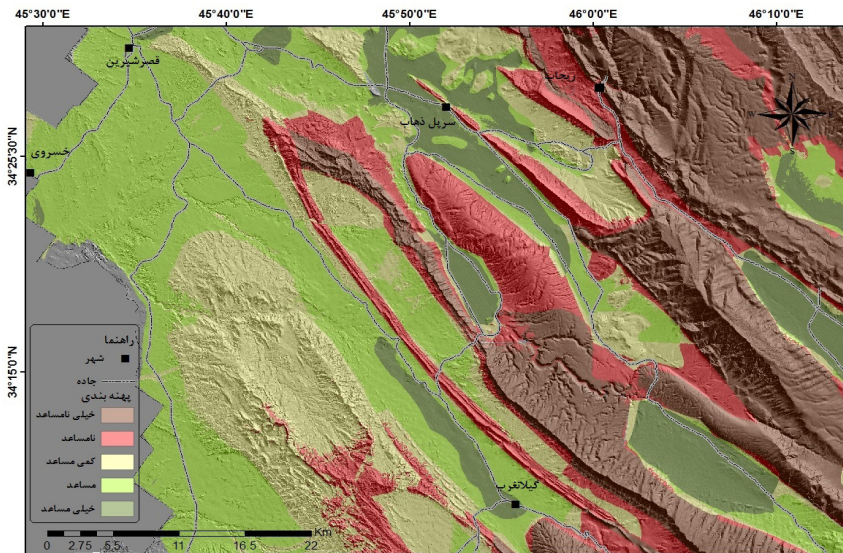 45°30'0"E 45°40'0"E 45°50'0"E 46°0'0"E 46°10'0"E
34°25'30"N
34°15'0"N
قصرشیرین
خسروی
سرپل ذهاب
ریجاب
گیلانغرب
N
راهنما
شهر
جاده
پهنه بندی
خیلی نامساعد
نامساعد
کمی مساعد
مساعد
خیلی مساعد
0 2.75 5.5 11 16.5 22 Km